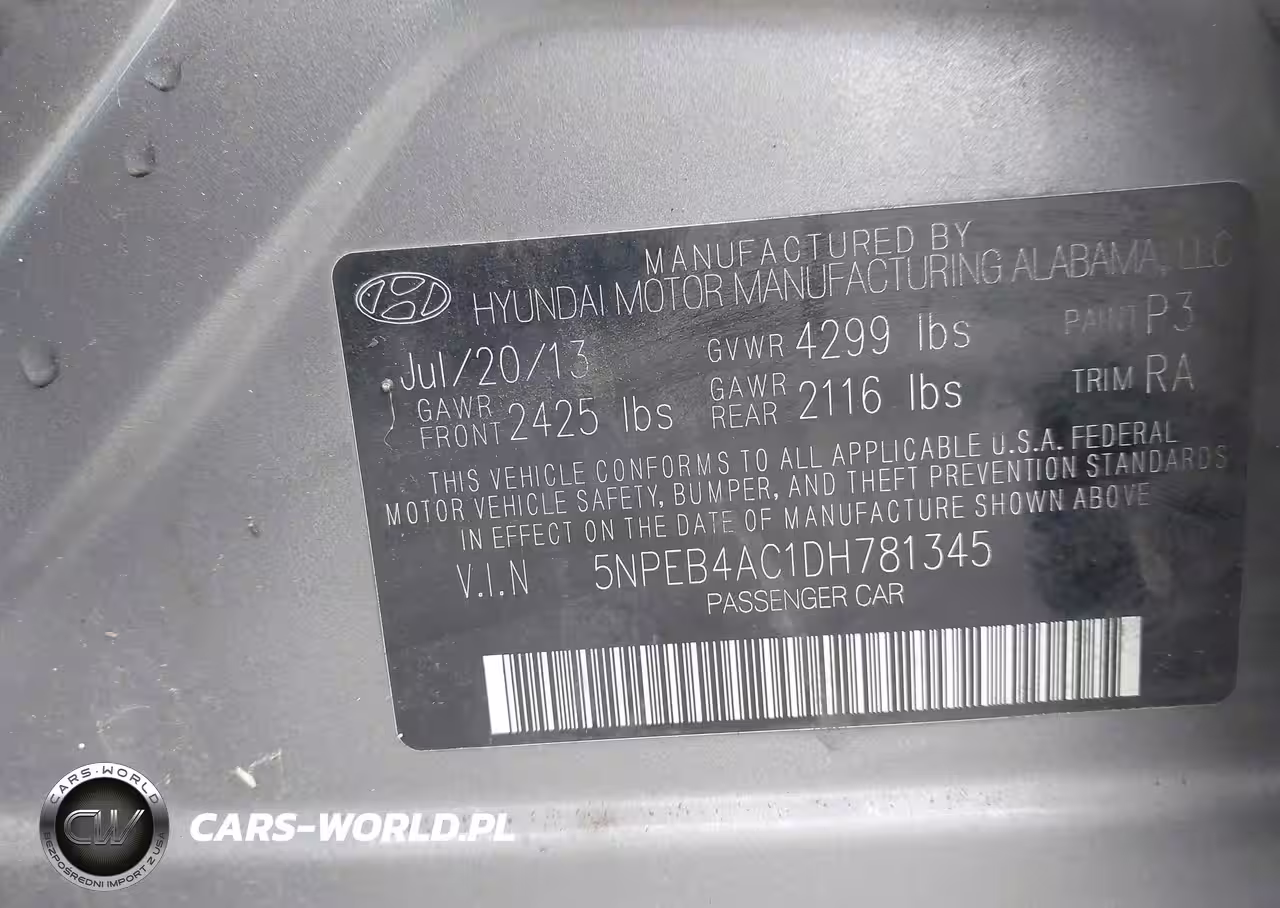 MANUFACTURED BY
HYUNDAI MOTOR MANUFACTURING ALABAMA, LLC
Jul/20/13 GVWR 4299 lbs PAINT P3
GAWR FRONT 2425 lbs GAWR REAR 2116 lbs TRIM RA
THIS VEHICLE CONFORMS TO ALL APPLICABLE U.S.A. FEDERAL
MOTOR VEHICLE SAFETY, BUMPER, AND THEFT PREVENTION STANDARDS
IN EFFECT ON THE DATE OF MANUFACTURE SHOWN ABOVE
V.I.N 5NPEB4AC1DH781345
PASSENGER CAR
CARS-WORLD
CW
BEZPOŚREDNI IMPORT Z USA
CARS-WORLD.PL